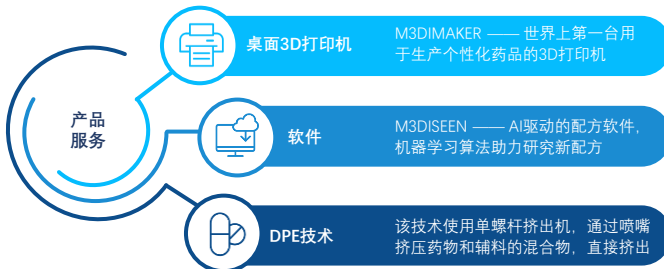 产品
服务
桌面3D打印机
M3DIMAKER —— 世界上第一台用
于生产个性化药品的3D打印机
软件
M3DISEEN —— AI驱动的配方软件,
机器学习算法助力研究新配方
DPE技术
该技术使用单螺杆挤出机，通过喷嘴
挤压药物和辅料的混合物，直接挤出